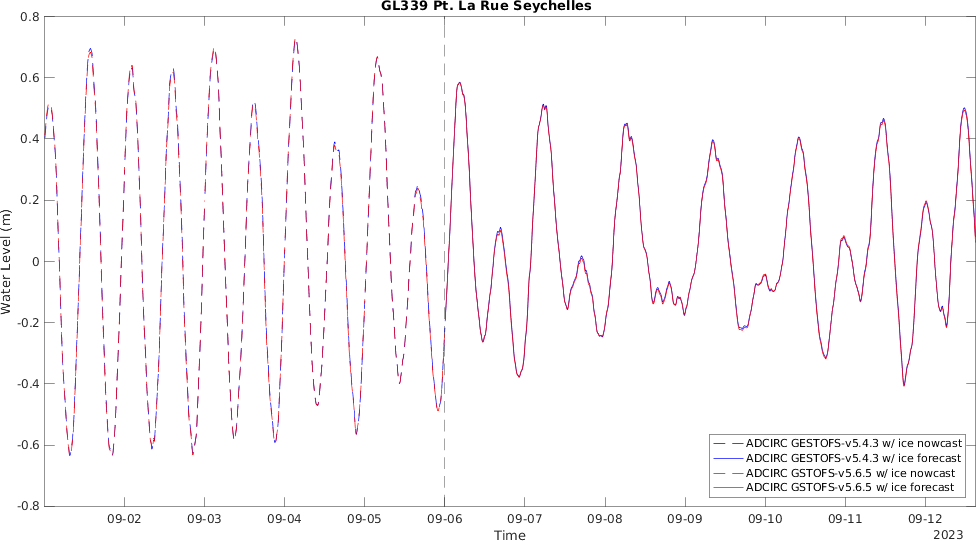 GL339 Pt. La Rue Seychelles
0.8
0.6
0.4
0.2
0
-0.2
-0.4
-0.6
-0.8
Water Level (m)
ADCIRC GESTOFS-v5.4.3 w/ ice nowcast
ADCIRC GESTOFS-v5.4.3 w/ ice forecast
ADCIRC GSTOFS-v5.6.5 w/ ice nowcast
ADCIRC GSTOFS-v5.6.5 w/ ice forecast
09-02 09-03 09-04 09-05 09-06 09-07 09-08 09-09 09-10 09-11 09-12
Time
2023